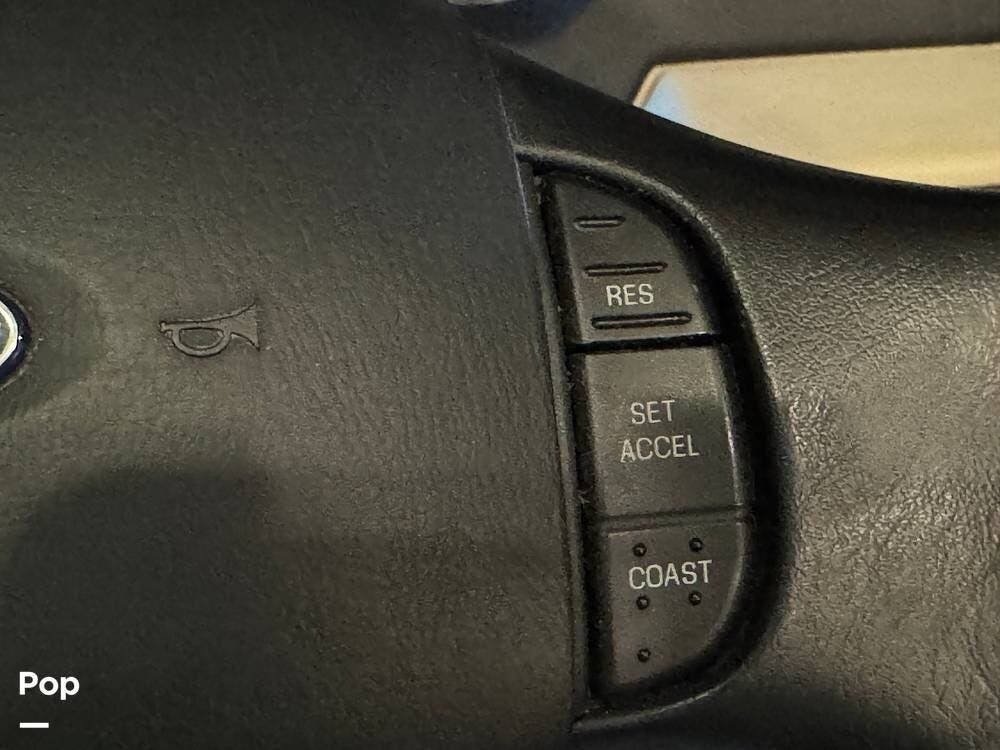 RES
SET
ACCEL
COAST
Pop